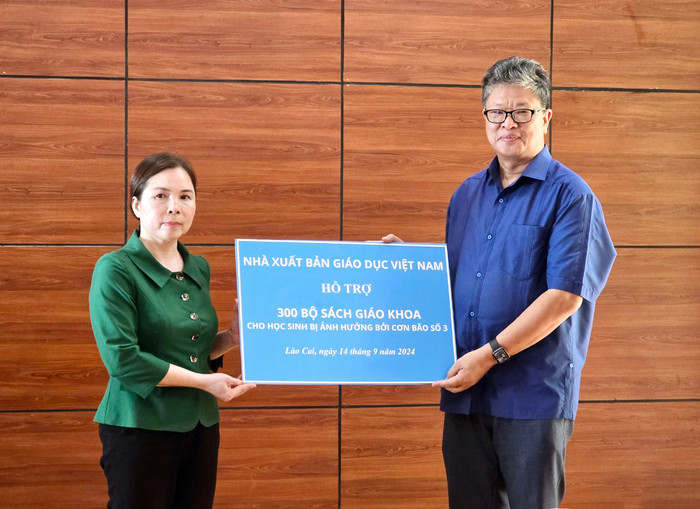 NHÀ XUẤT BẢN GIÁO DỤC VIỆT NAM
HỖ TRỢ
300 BỘ SÁCH GIÁO KHOA
CHO HỌC SINH BỊ ẢNH HƯỞNG BỞI CƠN BÃO SỐ 3
Lào Cai, ngày 14 tháng 9 năm 2024